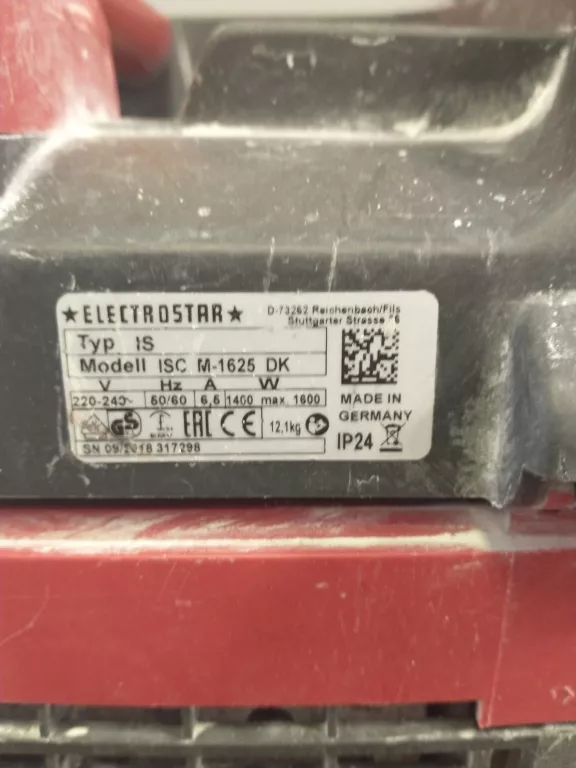 ★ELECTROSTAR★
D-73262 Reichenbach/Fils
Stuttgarter Strasse
Typ IS
Modell ISC M-1625 DK
V Hz A W
220-240~ 50/60 6,5 1400 max. 1600
GS EAC CE 12,1kg
SN 09/2018 317298
MADE IN
GERMANY
IP24